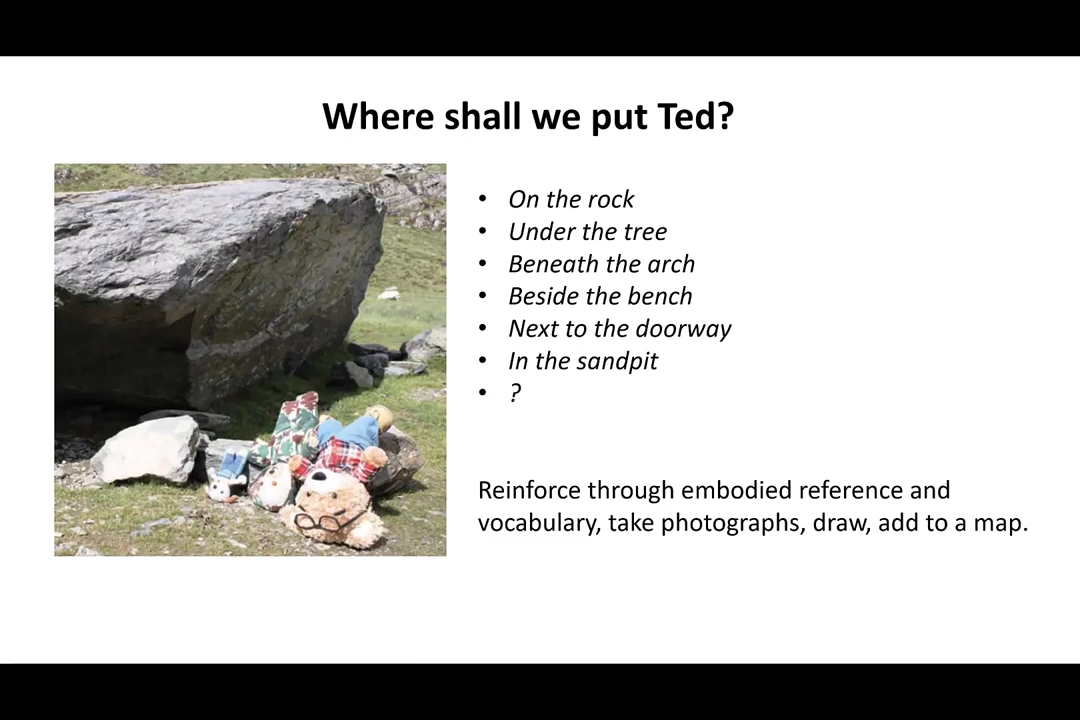 Where shall we put Ted?
• On the rock
• Under the tree
• Beneath the arch
• Beside the bench
• Next to the doorway
• In the sandpit
• ?
Reinforce through embodied reference and
vocabulary, take photographs, draw, add to a map.